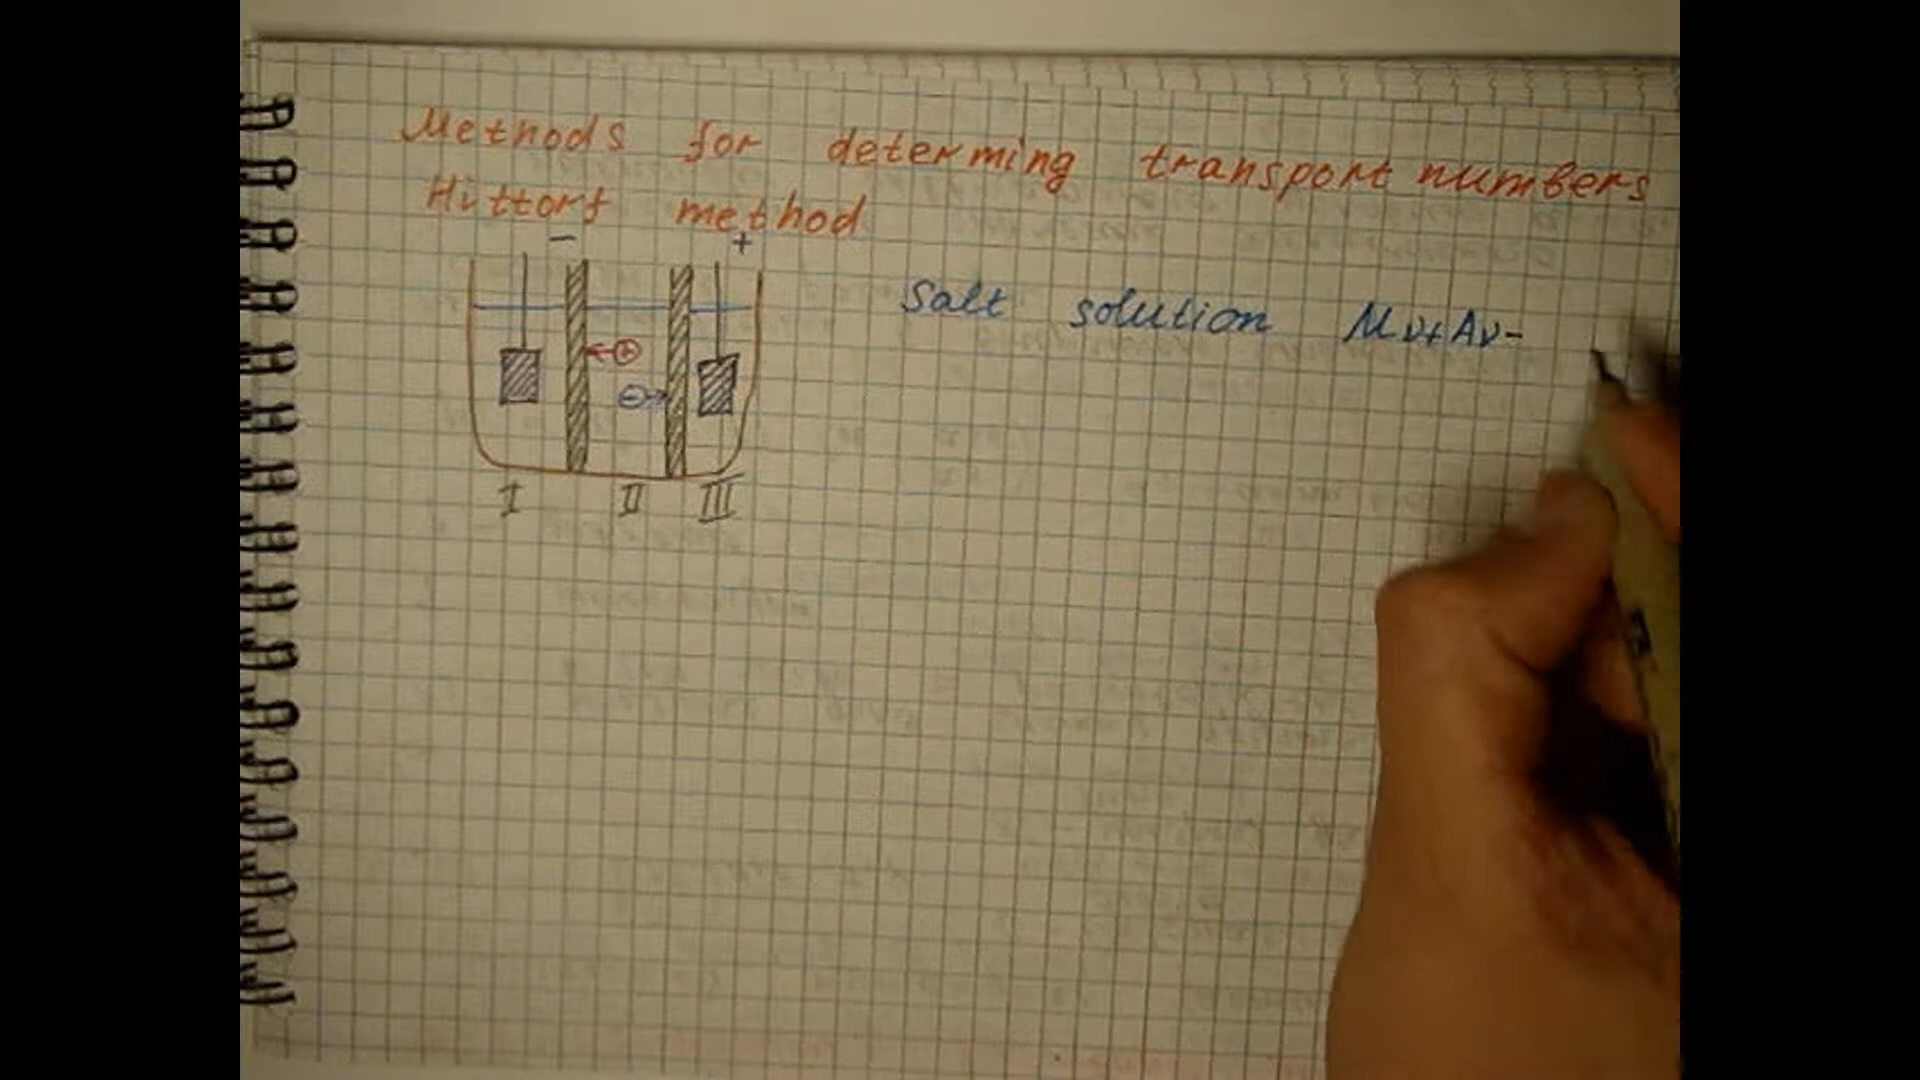 Methods for determing transport numbers
Hittorf method
− +
Salt solution Mν+Aν−
+
−
I II III